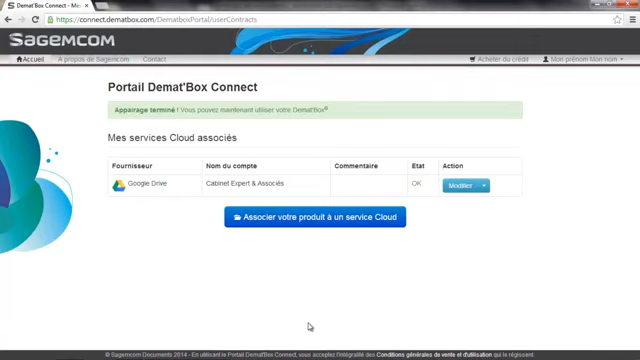 Demat'Box Connect - Me
https://connect.dematbox.com/DematboxPortal/userContracts
SAGEMCOM
Accueil A propos de Sagemcom Contact Acheter du crédit Mon prénom Mon nom
Portail Demat'Box Connect
Appairage terminé ! Vous pouvez maintenant utiliser votre Demat'Box®
Mes services Cloud associés
Fournisseur Nom du compte Commentaire Etat Action
Google Drive Cabinet Expert & Associés OK Modifier
Associer votre produit à un service Cloud
© Sagemcom Documents 2014 - En utilisant le Portail Demat'Box Connect, vous acceptez l'intégralité des Conditions générales de vente et d'utilisation qui le régissent.